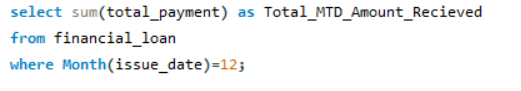 select sum(total_payment) as Total_MTD_Amount_Recieved
from financial_loan
where Month(issue_date)=12;